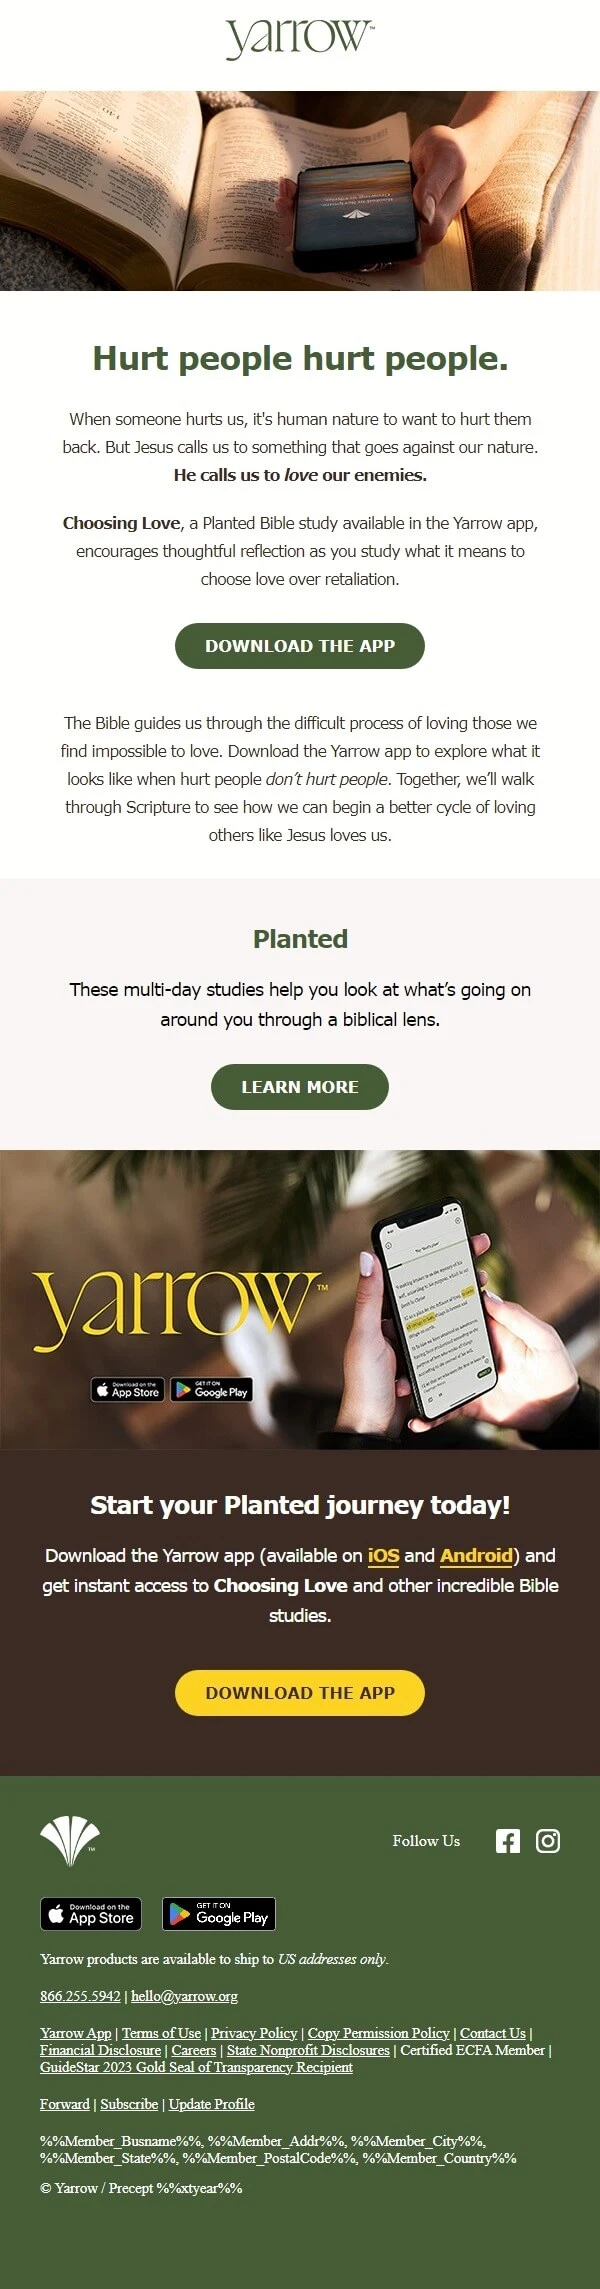 yarrow™
Hurt people hurt people.
When someone hurts us, it's human nature to want to hurt them
back. But Jesus calls us to something that goes against our nature.
He calls us to love our enemies.
Choosing Love, a Planted Bible study available in the Yarrow app,
encourages thoughtful reflection as you study what it means to
choose love over retaliation.
DOWNLOAD THE APP
The Bible guides us through the difficult process of loving those we
find impossible to love. Download the Yarrow app to explore what it
looks like when hurt people don’t hurt people. Together, we’ll walk
through Scripture to see how we can begin a better cycle of loving
others like Jesus loves us.
Planted
These multi-day studies help you look at what’s going on
around you through a biblical lens.
LEARN MORE
yarrow™
Download on the App Store
GET IT ON Google Play
Start your Planted journey today!
Download the Yarrow app (available on iOS and Android) and
get instant access to Choosing Love and other incredible Bible
studies.
DOWNLOAD THE APP
Follow Us
Download on the App Store
GET IT ON Google Play
Yarrow products are available to ship to US addresses only.
866.255.5942 | hello@yarrow.org
Yarrow App | Terms of Use | Privacy Policy | Copy Permission Policy | Contact Us |
Financial Disclosure | Careers | State Nonprofit Disclosures | Certified ECFA Member |
GuideStar 2023 Gold Seal of Transparency Recipient
Forward | Subscribe | Update Profile
%%Member_Busname%%, %%Member_Addr%%, %%Member_City%%,
%%Member_State%%, %%Member_PostalCode%%, %%Member_Country%%
© Yarrow / Precept %%xtyear%%